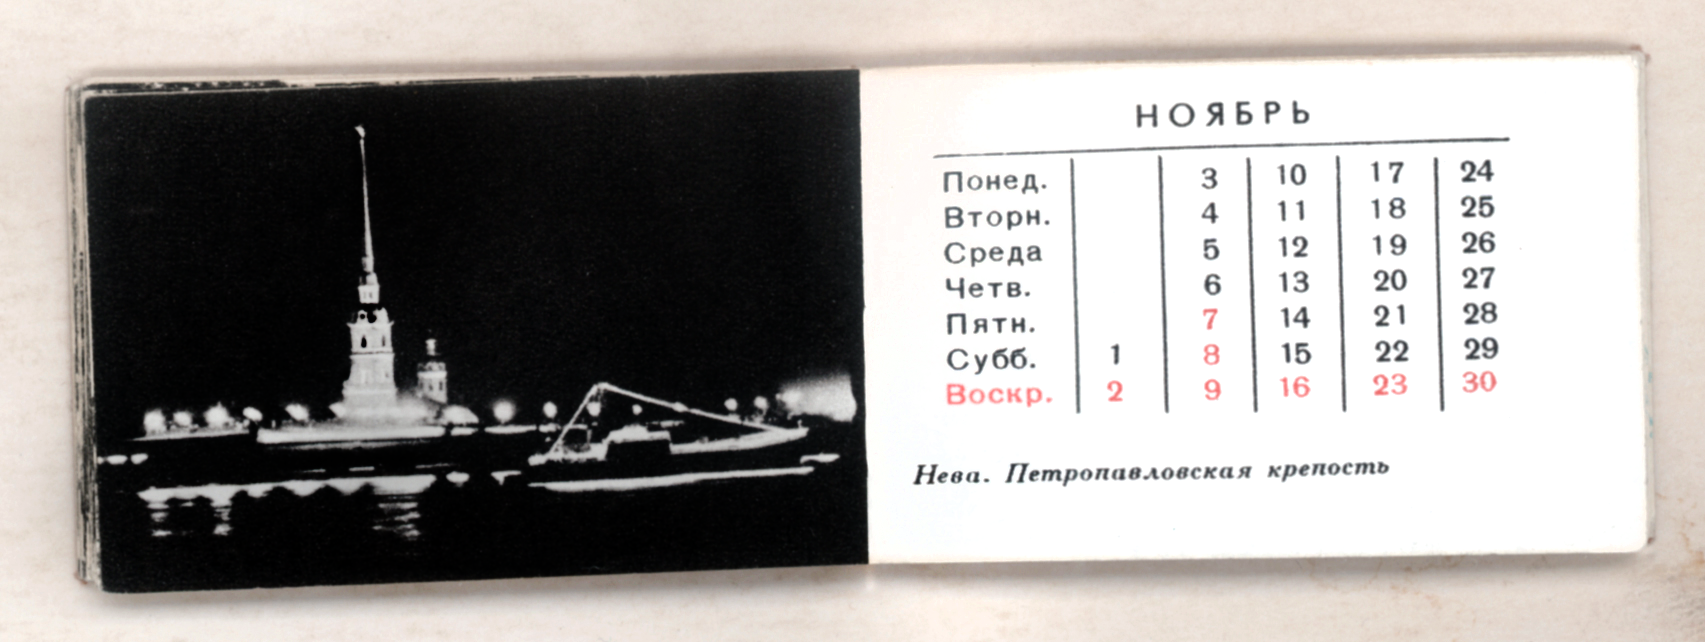 НОЯБРЬ
Понед. 3 10 17 24
Вторн. 4 11 18 25
Среда 5 12 19 26
Четв. 6 13 20 27
Пятн. 7 14 21 28
Субб. 1 8 15 22 29
Воскр. 2 9 16 23 30
Нева. Петропавловская крепость